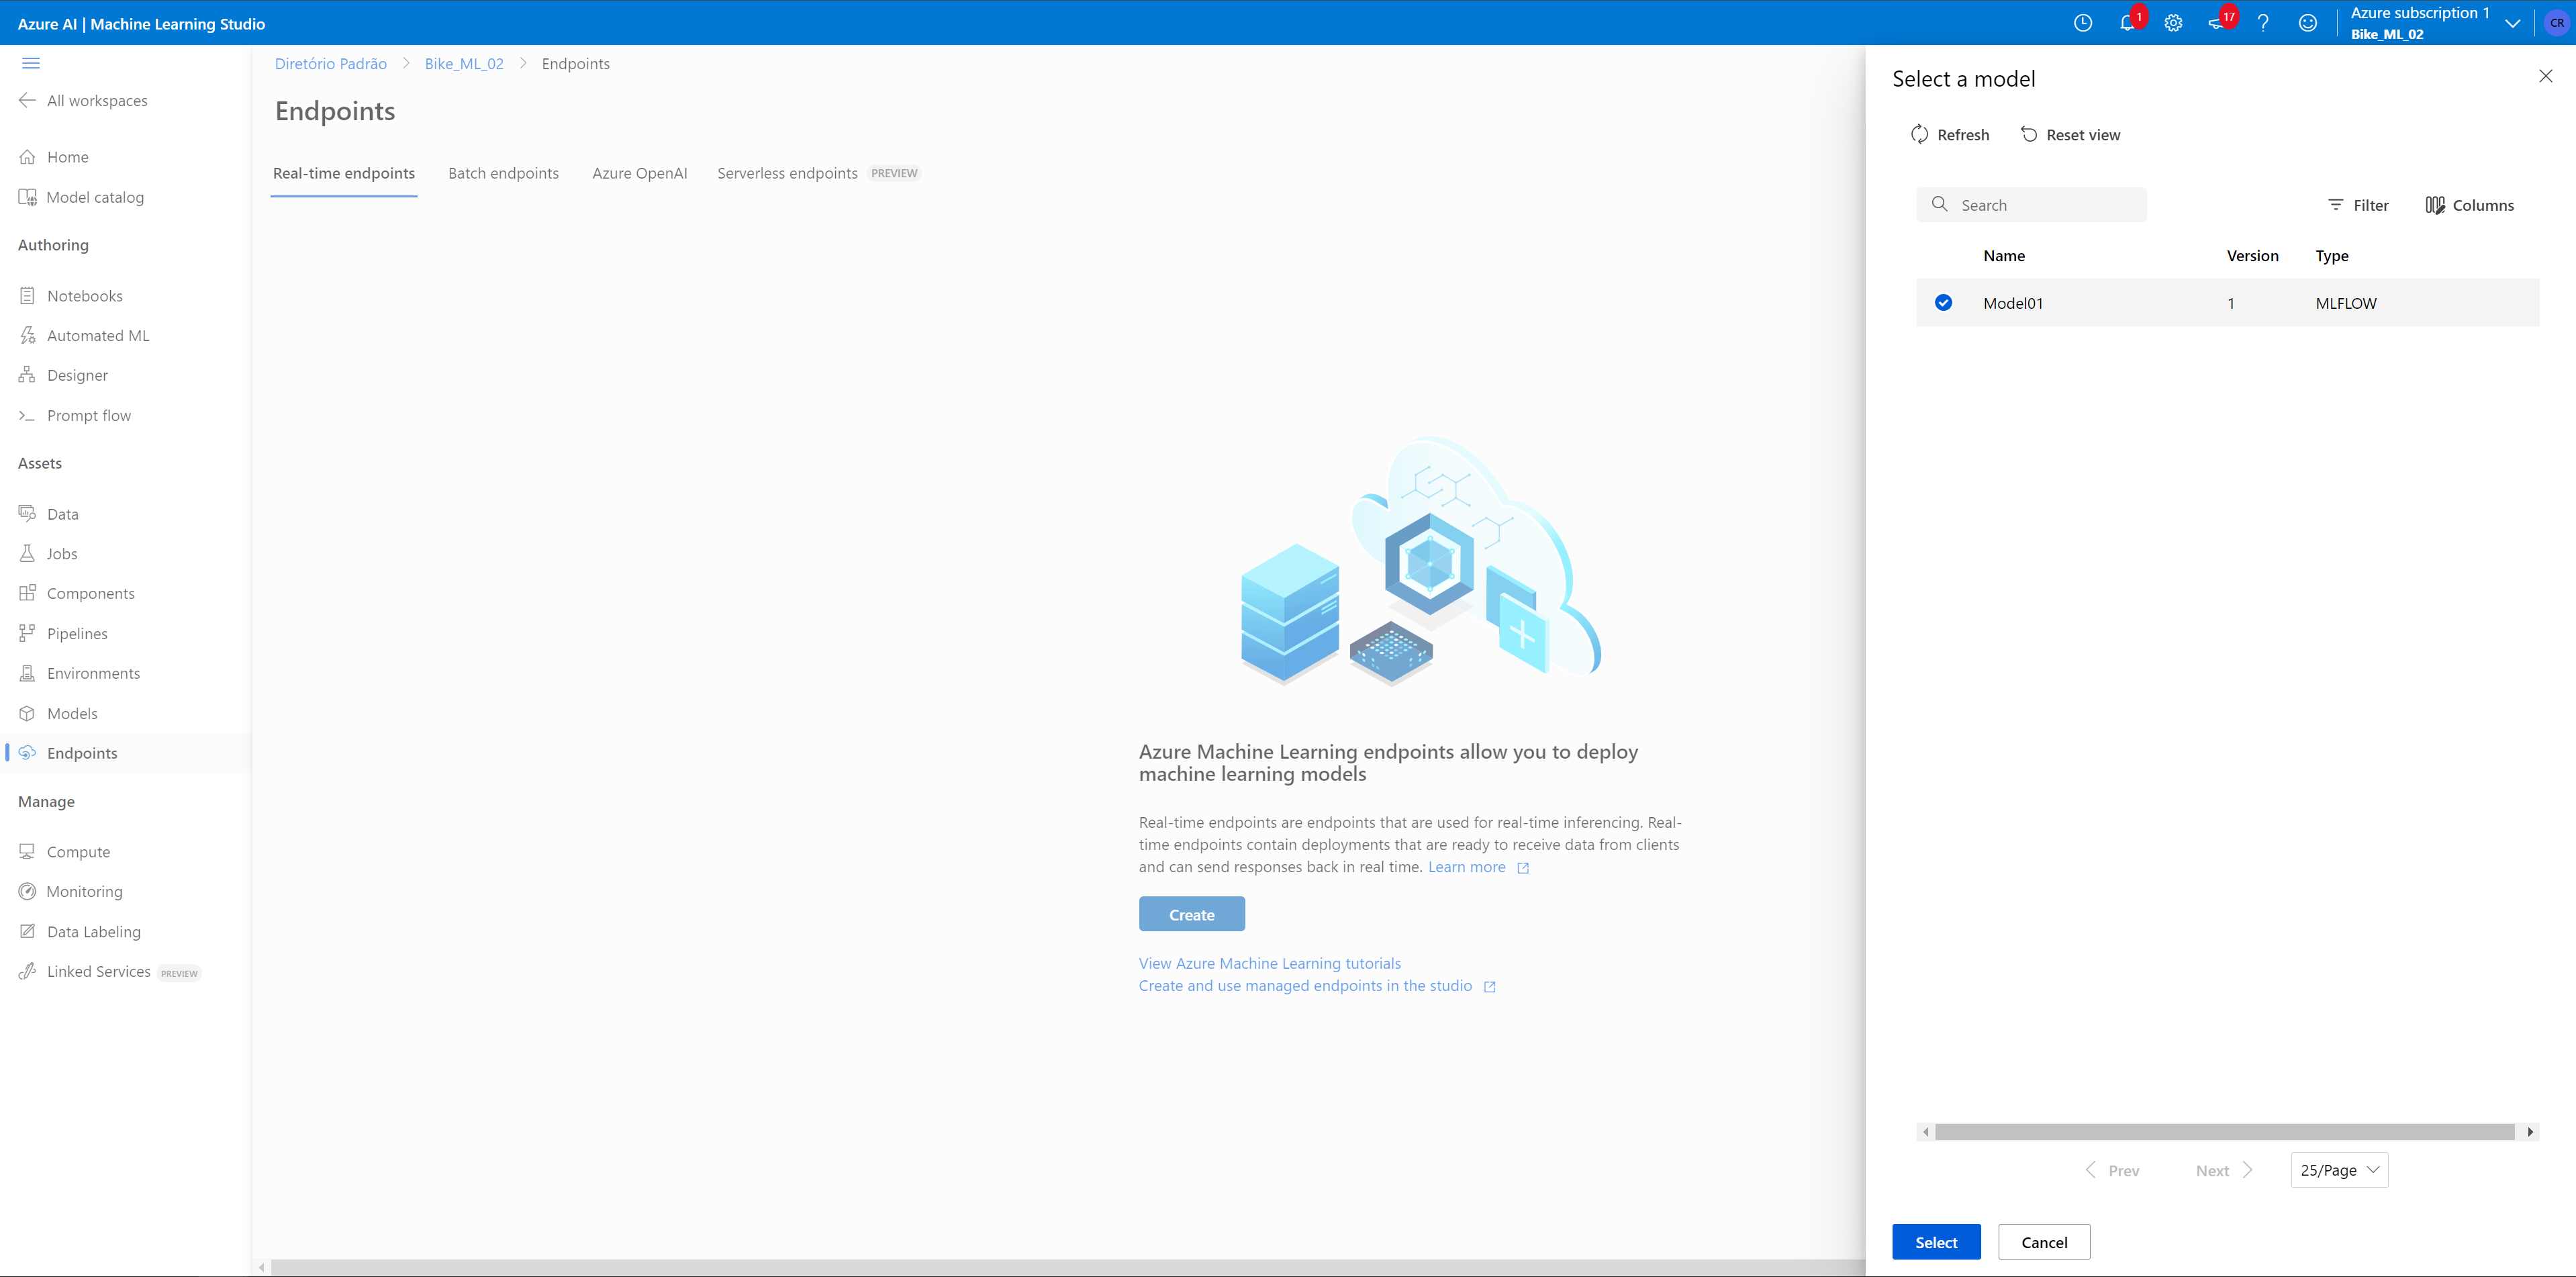 Azure AI | Machine Learning Studio
1
17
Azure subscription 1
Bike_ML_02
CR
All workspaces
Home
Model catalog
Authoring
Notebooks
Automated ML
Designer
Prompt flow
Assets
Data
Jobs
Components
Pipelines
Environments
Models
Endpoints
Manage
Compute
Monitoring
Data Labeling
Linked Services PREVIEW
Diretório Padrão > Bike_ML_02 > Endpoints
Endpoints
Real-time endpoints Batch endpoints Azure OpenAI Serverless endpoints PREVIEW
Azure Machine Learning endpoints allow you to deploy
machine learning models
Real-time endpoints are endpoints that are used for real-time inferencing. Real-
time endpoints contain deployments that are ready to receive data from clients
and can send responses back in real time. Learn more
Create
View Azure Machine Learning tutorials
Create and use managed endpoints in the studio
Select a model
Refresh Reset view
Search Filter Columns
Name Version Type
Model01 1 MLFLOW
Prev Next 25/Page
Select Cancel